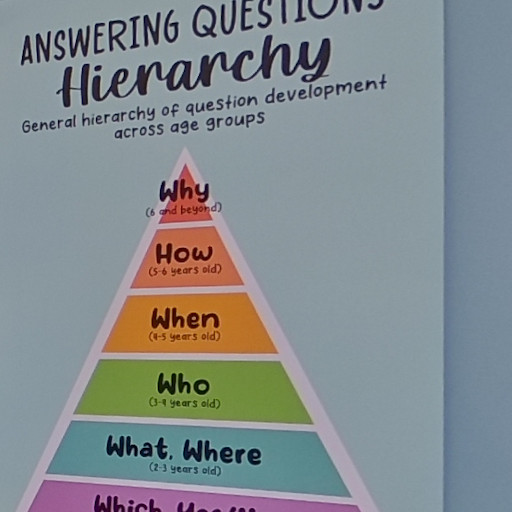 ANSWERING QUESTIONS
Hierarchy
General hierarchy of question development
across age groups
Why
(6 and beyond)
How
(5-6 years old)
When
(4-5 years old)
Who
(3-4 years old)
What, Where
(2-3 years old)
Which,